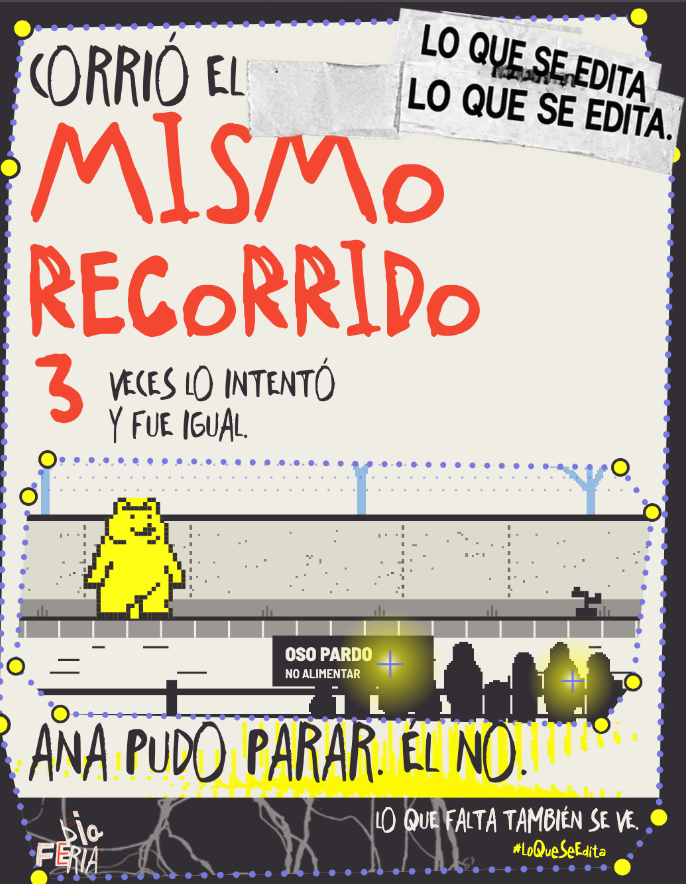 CORRIÓ EL
LO QUE SE EDITA
LO QUE SE EDITA.
MISMO
RECORRIDO
3 VECES LO INTENTÓ
Y FUE IGUAL.
OSO PARDO
NO ALIMENTAR
ANA PUDO PARAR. ÉL NO.
LO QUE FALTA TAMBIÉN SE VE.
#LoQueSeEdita
bia
FERIA